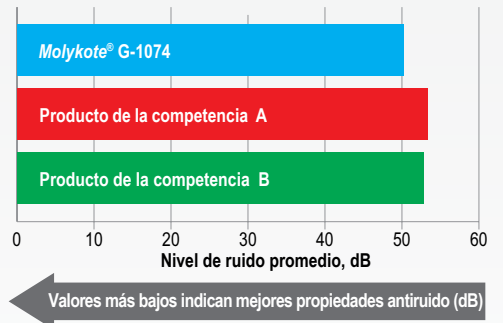 Molykote® G-1074
Producto de la competencia A
Producto de la competencia B
0 10 20 30 40 50 60
Nivel de ruido promedio, dB
Valores más bajos indican mejores propiedades antiruido (dB)